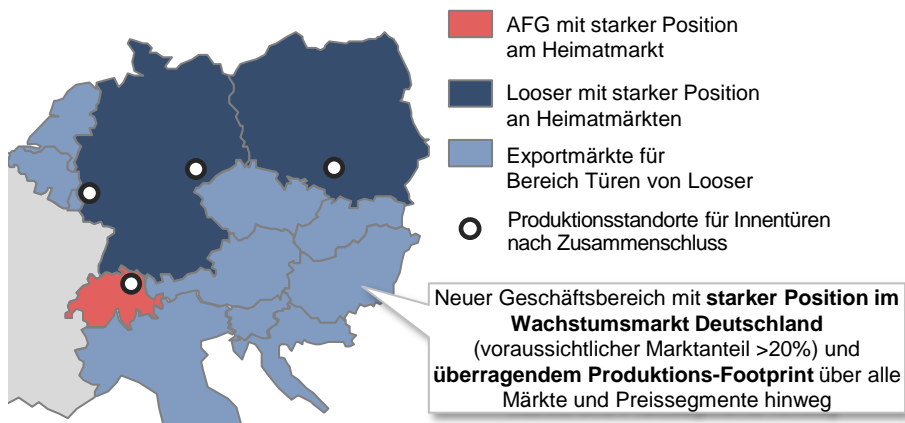 AFG mit starker Position
am Heimatmarkt
Looser mit starker Position
an Heimatmärkten
Exportmärkte für
Bereich Türen von Looser
Produktionsstandorte für Innentüren
nach Zusammenschluss
Neuer Geschäftsbereich mit starker Position im
Wachstumsmarkt Deutschland
(voraussichtlicher Marktanteil >20%) und
überragendem Produktions-Footprint über alle
Märkte und Preissegmente hinweg